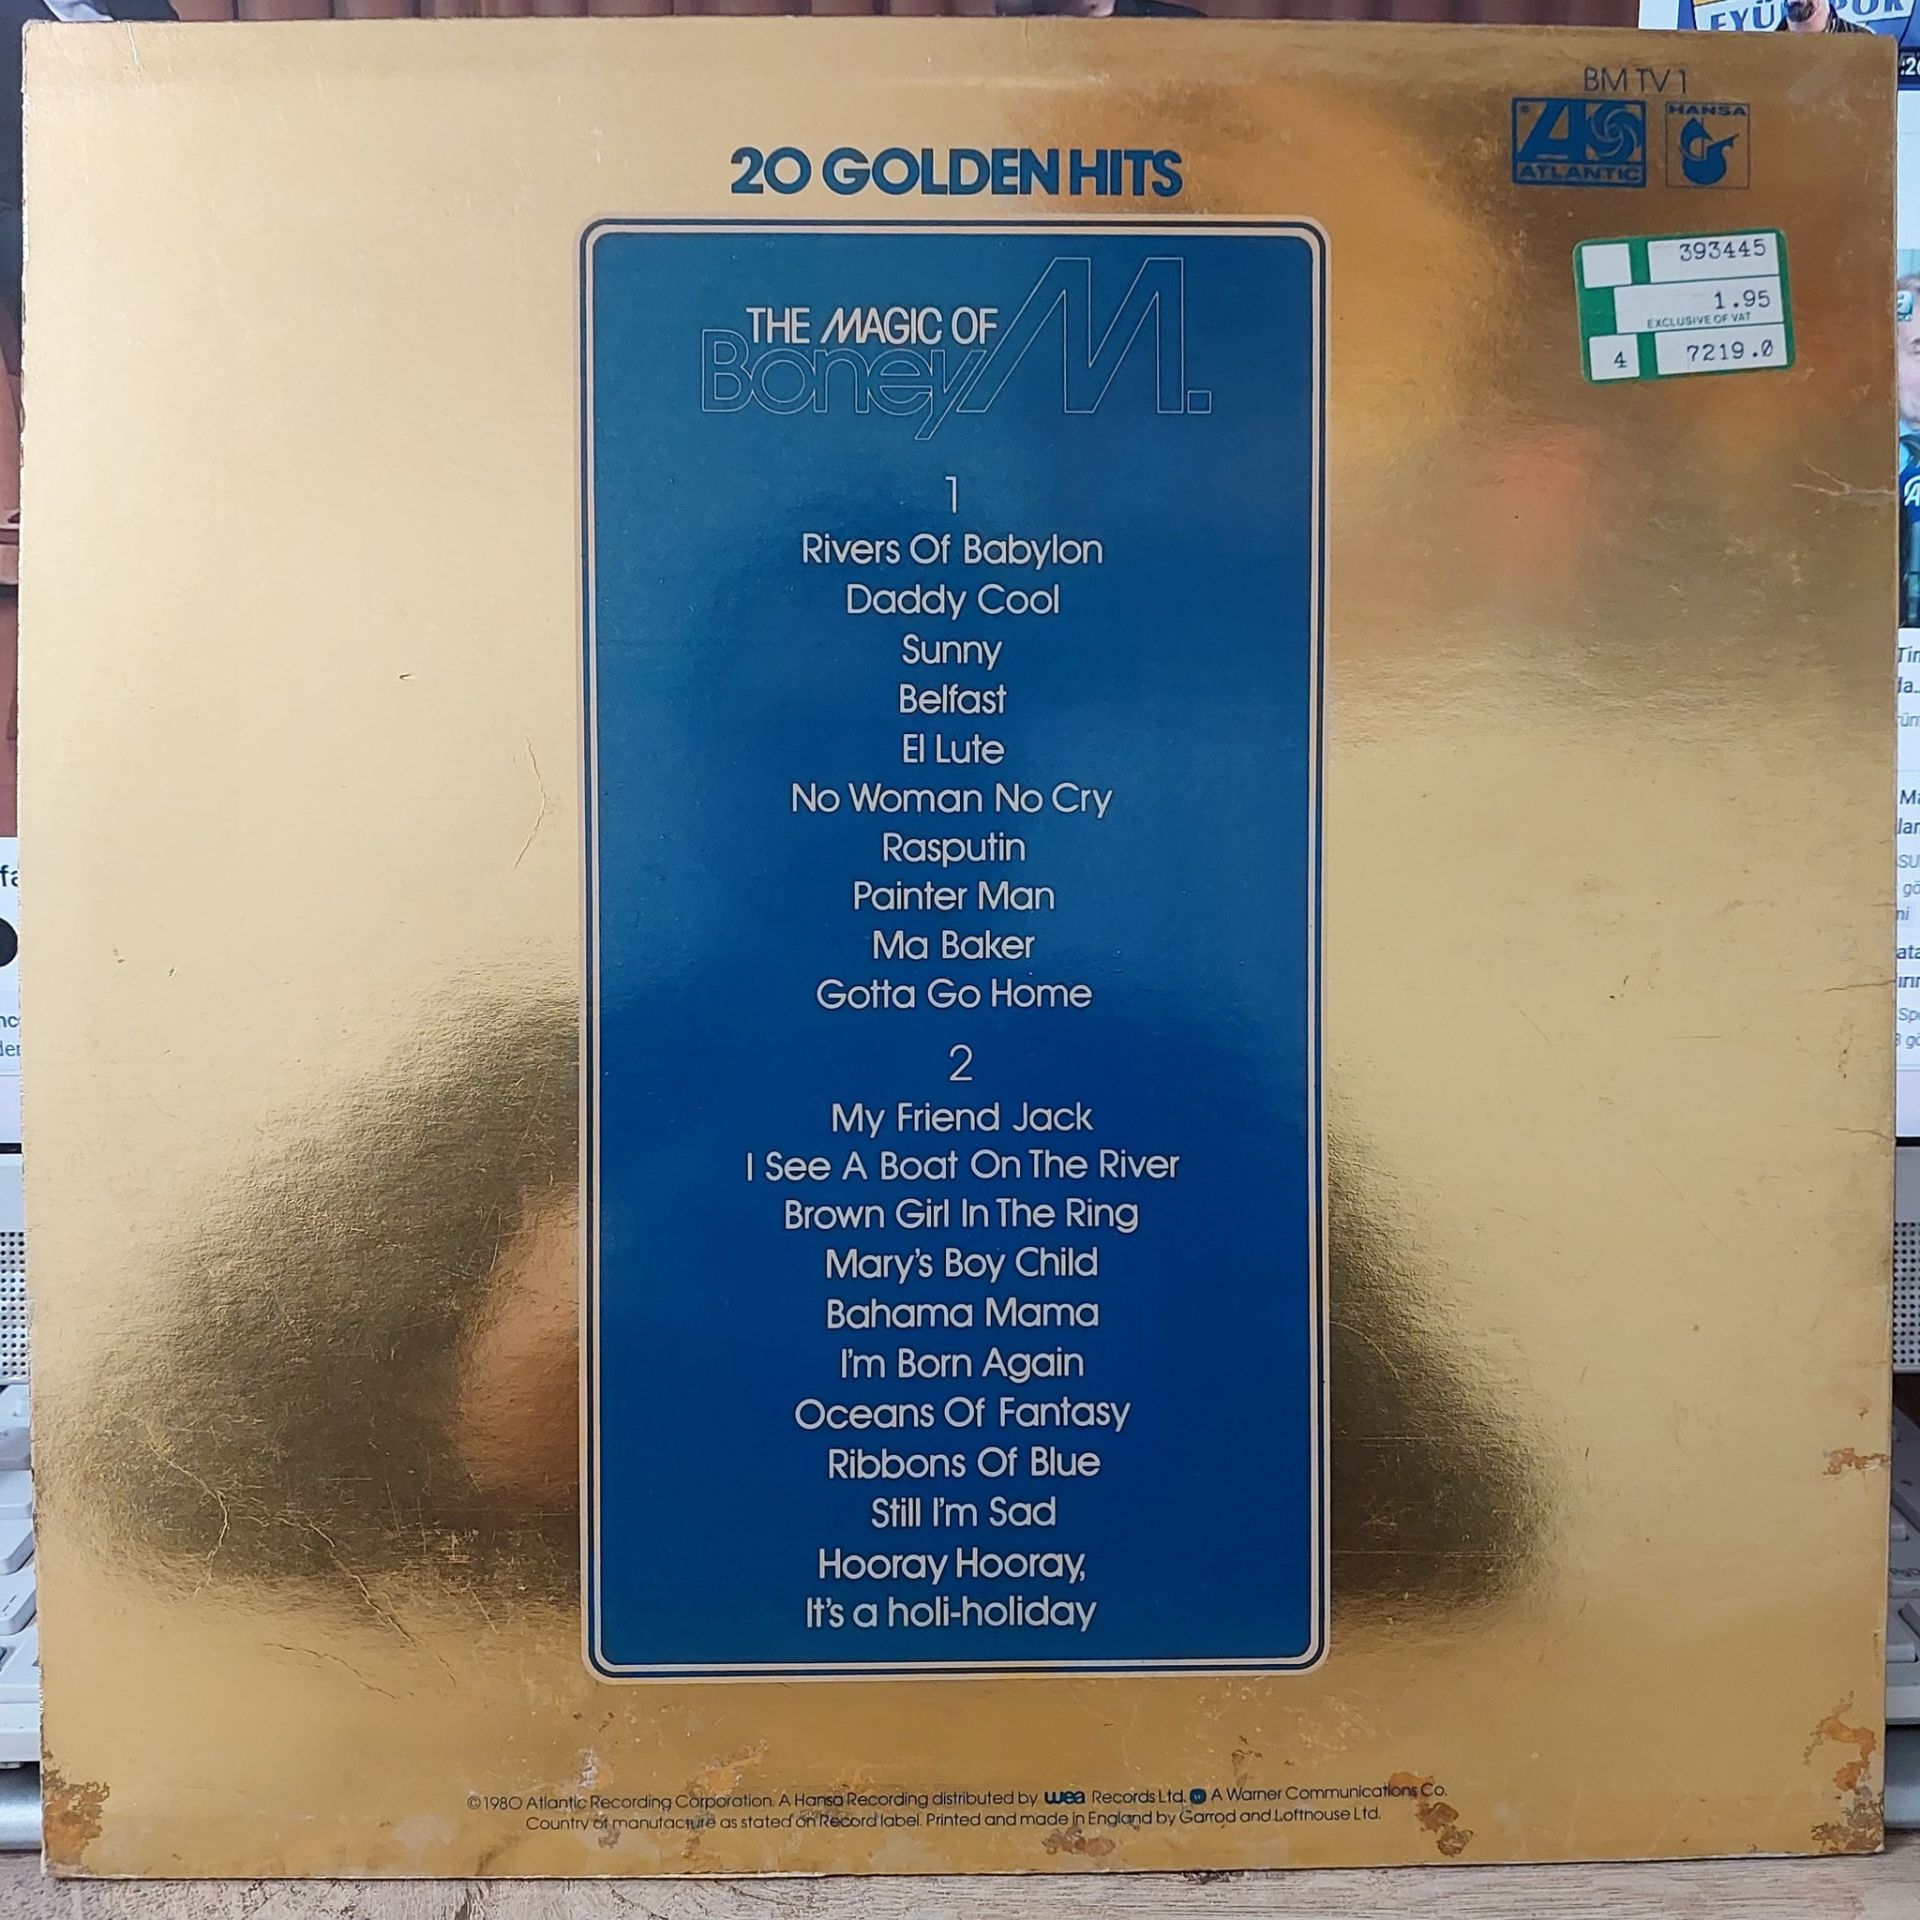 BM TV 1
ATLANTIC
HANSA
20 GOLDEN HITS
393445
1.95
EXCLUSIVE OF VAT
4 7219.0
THE MAGIC OF
Boney M.
1
Rivers Of Babylon
Daddy Cool
Sunny
Belfast
El Lute
No Woman No Cry
Rasputin
Painter Man
Ma Baker
Gotta Go Home
2
My Friend Jack
I See A Boat On The River
Brown Girl In The Ring
Mary's Boy Child
Bahama Mama
I'm Born Again
Oceans Of Fantasy
Ribbons Of Blue
Still I'm Sad
Hooray Hooray,
It's a holi-holiday
©1980 Atlantic Recording Corporation. A Hansa Recording distributed by wea Records Ltd. A Warner Communications Co.
Country of manufacture as stated on Record label. Printed and made in England by Garrod and Lofthouse Ltd.